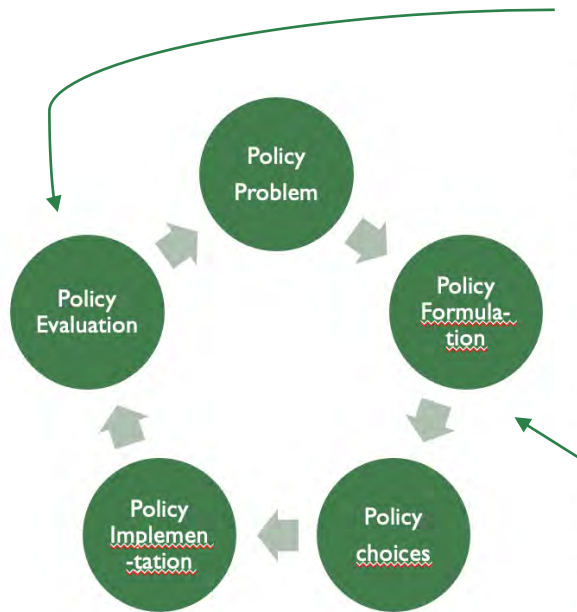 Policy
Problem
Policy
Formula-
tion
Policy
choices
Policy
Implemen
-tation
Policy
Evaluation